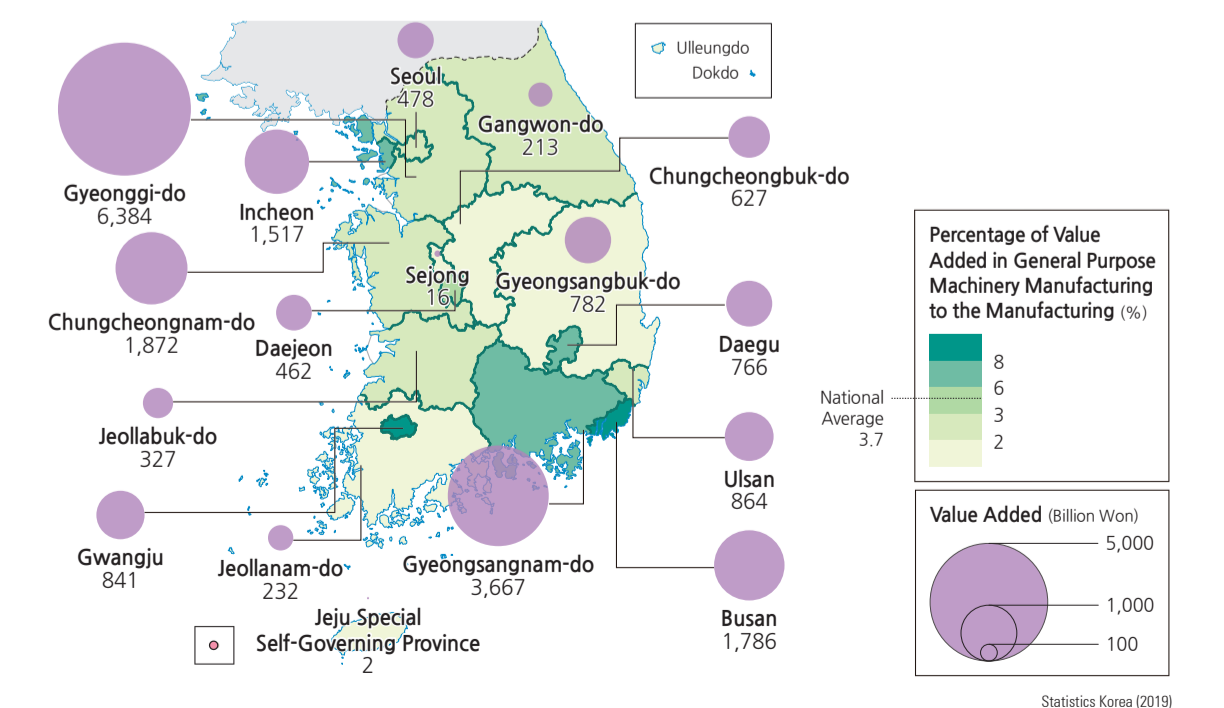 Ulleungdo
Dokdo
Seoul
478
Gangwon-do
213
Chungcheongbuk-do
627
Gyeonggi-do
6,384
Incheon
1,517
Sejong
16
Gyeongsangbuk-do
782
Chungcheongnam-do
1,872
Daejeon
462
Daegu
766
Jeollabuk-do
327
Ulsan
864
Gwangju
841
Jeollanam-do
232
Gyeongsangnam-do
3,667
Busan
1,786
Jeju Special
Self-Governing Province
2
Percentage of Value
Added in General Purpose
Machinery Manufacturing
to the Manufacturing (%)
8
6
3
2
National
Average
3.7
Value Added (Billion Won)
5,000
1,000
100
Statistics Korea (2019)